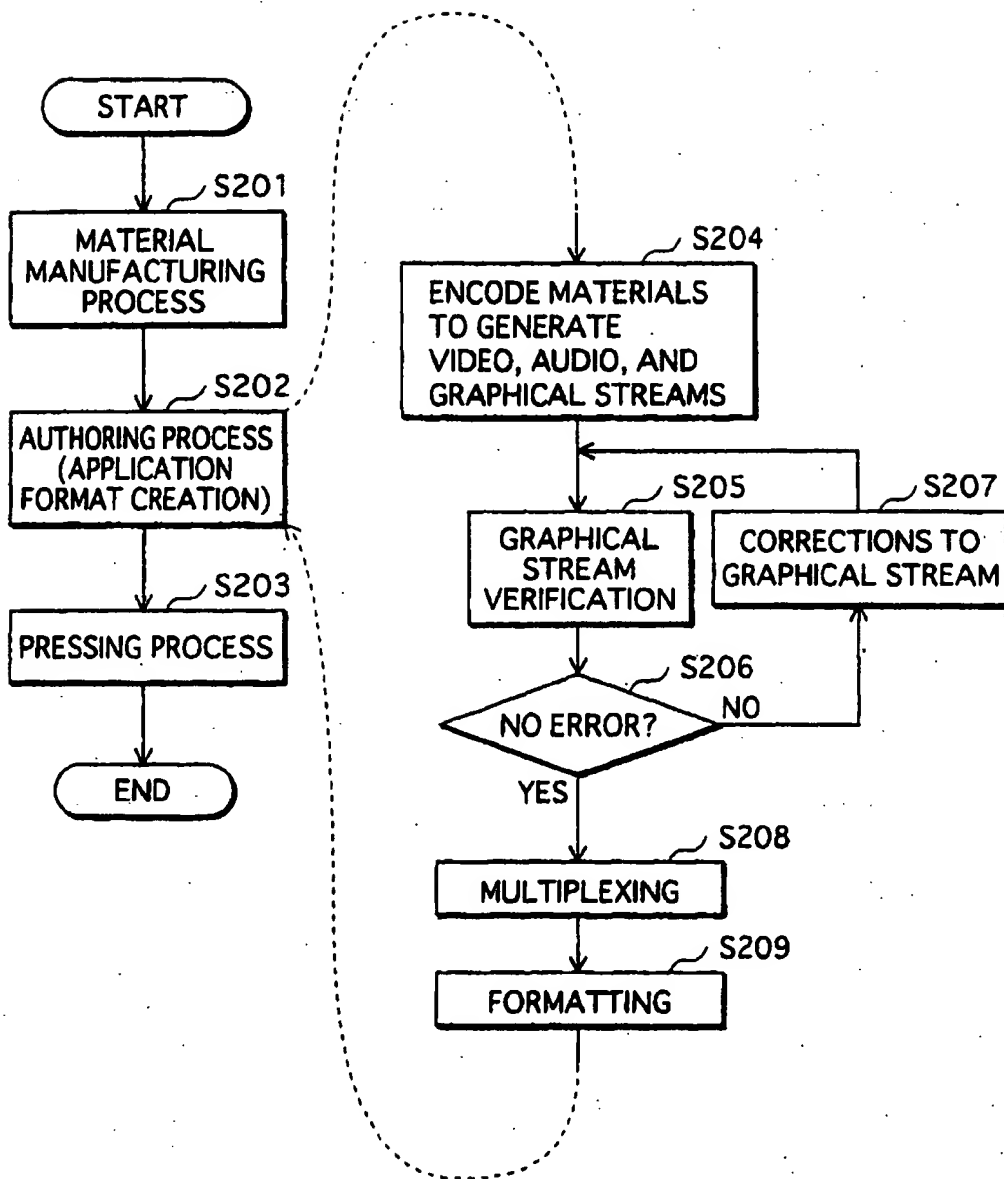 START
S201
MATERIAL
MANUFACTURING
PROCESS
S202
AUTHORING PROCESS
(APPLICATION
FORMAT CREATION)
S203
PRESSING PROCESS
END
S204
ENCODE MATERIALS
TO GENERATE
VIDEO, AUDIO, AND
GRAPHICAL STREAMS
S205
GRAPHICAL
STREAM
VERIFICATION
S207
CORRECTIONS TO
GRAPHICAL STREAM
S206
NO ERROR?
NO
YES
S208
MULTIPLEXING
S209
FORMATTING